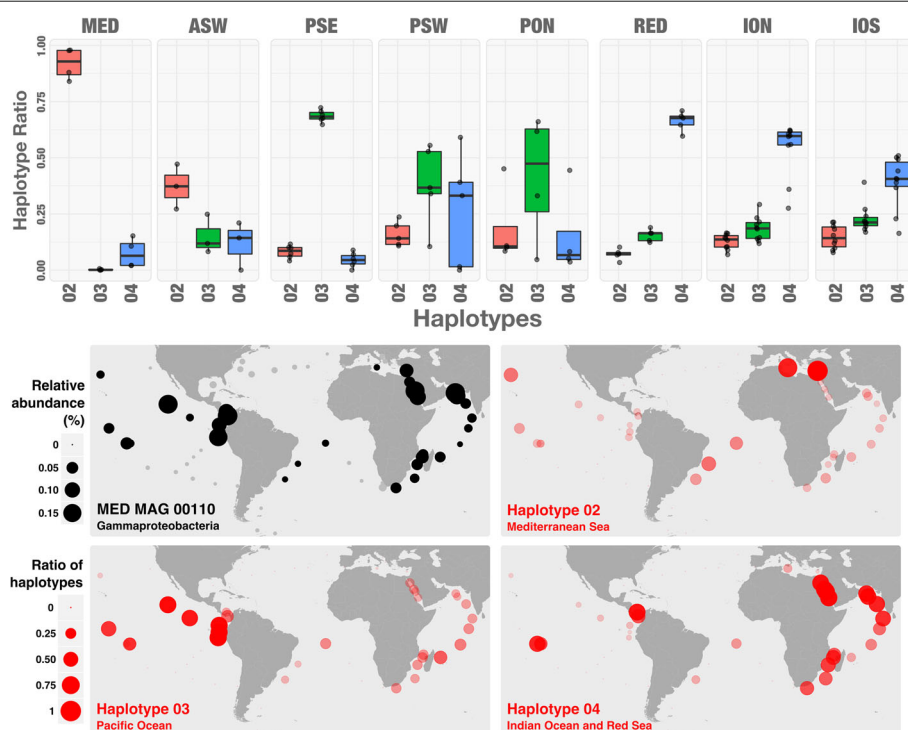 MED ASW PSE PSW PON RED ION IOS
Haplotype Ratio
1.00
0.75
0.50
0.25
0.00
02 03 04 02 03 04 02 03 04 02 03 04 02 03 04 02 03 04 02 03 04 02 03 04
Haplotypes
Relative
abundance
(%)
0
0.05
0.10
0.15
MED MAG 00110
Gammaproteobacteria
Haplotype 02
Mediterranean Sea
Ratio of
haplotypes
0
0.25
0.50
0.75
1
Haplotype 03
Pacific Ocean
Haplotype 04
Indian Ocean and Red Sea